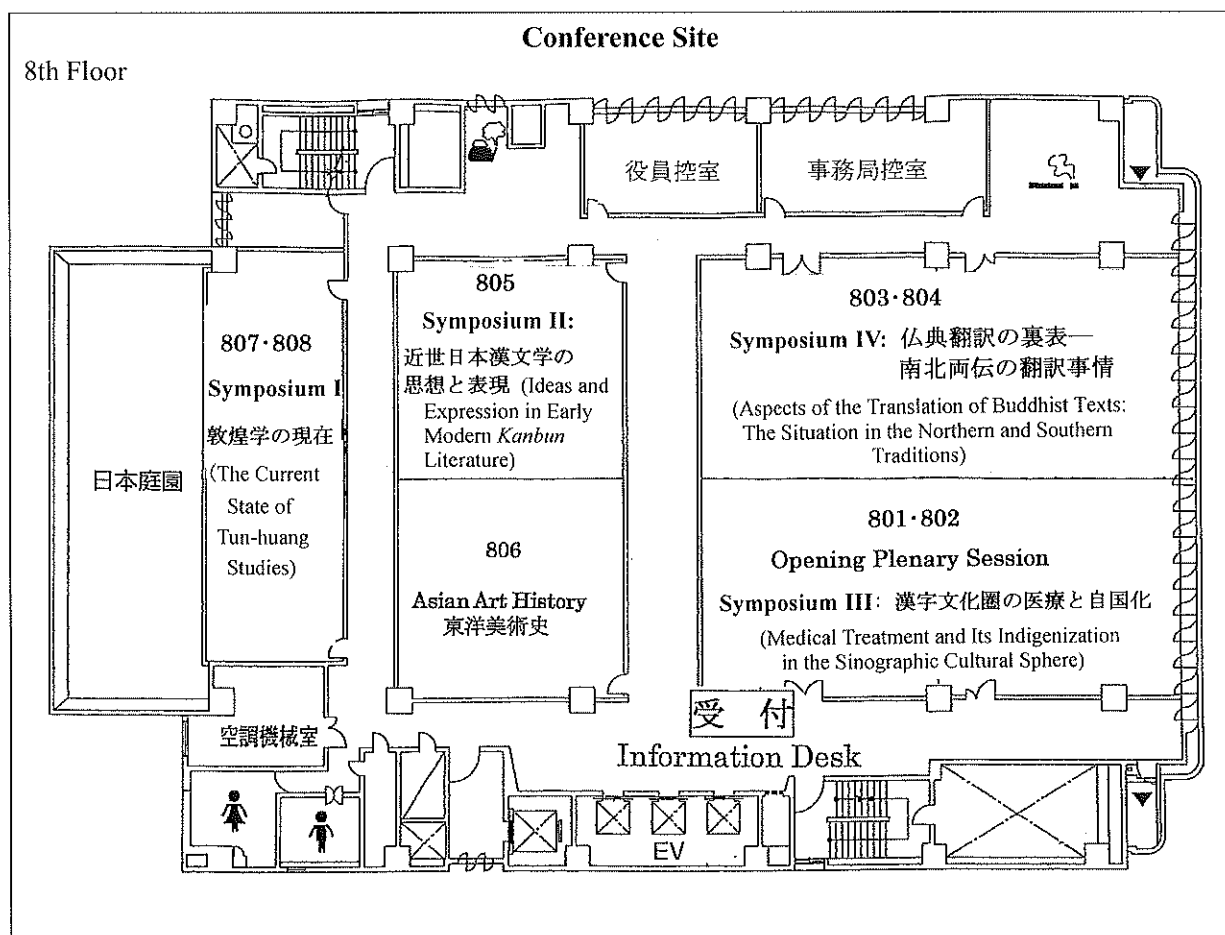 Conference Site
8th Floor
役員控室
事務局控室
805
Symposium II:
近世日本漢文学の
思想と表現 (Ideas and
Expression in Early
Modern Kanbun
Literature)
803・804
Symposium IV: 仏典翻訳の裏表―
南北両伝の翻訳事情
(Aspects of the Translation of Buddhist Texts:
The Situation in the Northern and Southern
Traditions)
807・808
Symposium I
敦煌学の現在
(The Current
State of
Tun-huang
Studies)
日本庭園
806
Asian Art History
東洋美術史
801・802
Opening Plenary Session
Symposium III: 漢字文化圏の医療と自国化
(Medical Treatment and Its Indigenization
in the Sinographic Cultural Sphere)
受 付
Information Desk
空調機械室
EV